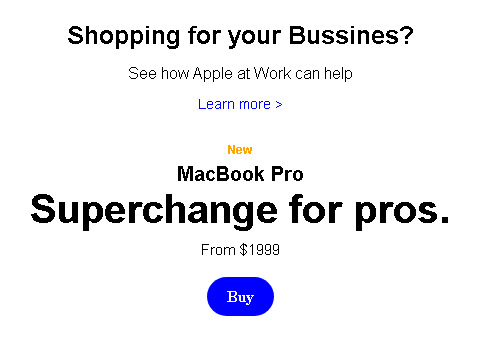 Shopping for your Bussines?
See how Apple at Work can help
Learn more >
New
MacBook Pro
Superchange for pros.
From $1999
Buy